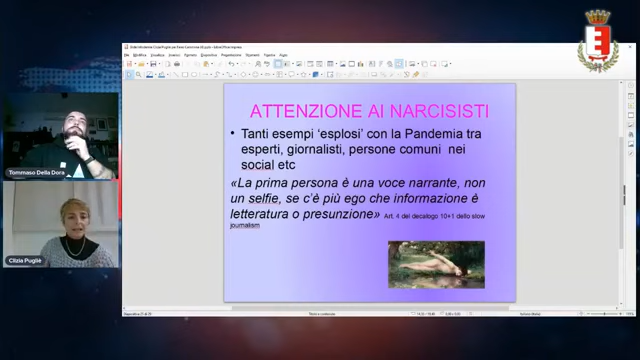 ATTENZIONE AI NARCISISTI
• Tanti esempi ‘esplosi’ con la Pandemia tra
esperti, giornalisti, persone comuni nei
social etc
«La prima persona è una voce narrante, non
un selfie, se c’è più ego che informazione è
letteratura o presunzione» Art. 4 del decalogo 10+1 dello slow
journalism
Tommaso Della Dora
Clizia Pugliè